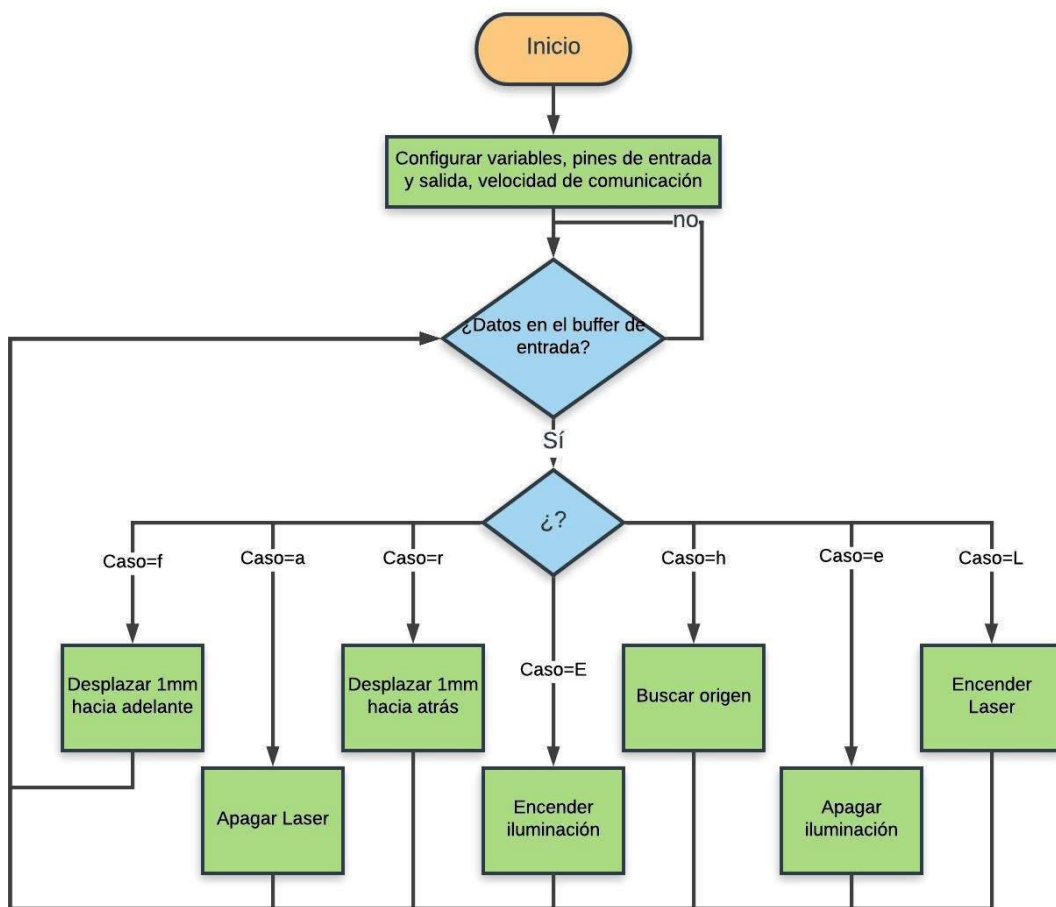 Inicio
Configurar variables, pines de entrada
y salida, velocidad de comunicación
no
¿Datos en el buffer de
entrada?
Sí
¿?
Caso=f
Caso=a
Caso=r
Caso=E
Caso=h
Caso=e
Caso=L
Desplazar 1mm
hacia adelante
Apagar Laser
Desplazar 1mm
hacia atrás
Encender
iluminación
Buscar origen
Apagar
iluminación
Encender
Laser